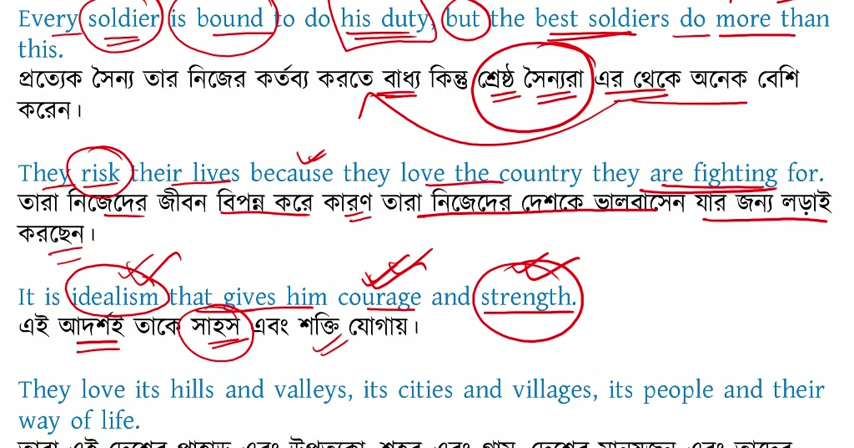 Every soldier is bound to do his duty, but the best soldiers do more than
this.
প্রত্যেক সৈন্য তার নিজের কর্তব্য করতে বাধ্য কিন্তু শ্রেষ্ঠ সৈন্যরা এর থেকে অনেক বেশি
করেন।
They risk their lives because they love the country they are fighting for.
তারা নিজেদের জীবন বিপন্ন করে কারণ তারা নিজেদের দেশকে ভালবাসেন যার জন্য লড়াই
করছেন।
It is idealism that gives him courage and strength.
এই আদর্শই তাকে সাহস এবং শক্তি যোগায়।
They love its hills and valleys, its cities and villages, its people and their
way of life.